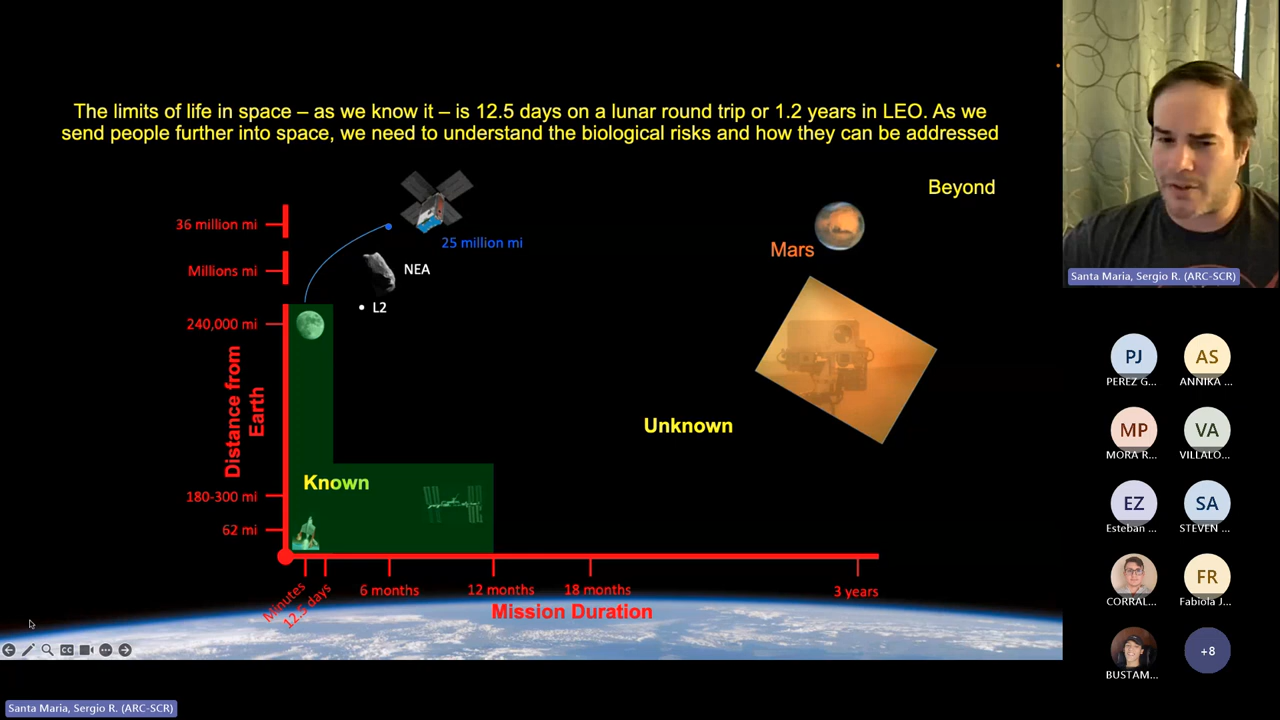 The limits of life in space – as we know it – is 12.5 days on a lunar round trip or 1.2 years in LEO. As we
send people further into space, we need to understand the biological risks and how they can be addressed
Beyond
36 million mi
25 million mi
Mars
Millions mi
NEA
L2
240,000 mi
Distance from
Earth
Unknown
Known
180-300 mi
62 mi
Minutes
12.5 days
6 months
12 months
18 months
3 years
Mission Duration
CC
Santa Maria, Sergio R. (ARC-SCR)
Santa Maria, Sergio R. (ARC-SCR)
PJ
PEREZ G...
AS
ANNIKA ...
MP
MORA R...
VA
VILLALO...
EZ
Esteban ...
SA
STEVEN ...
CORRAL...
FR
Fabiola J...
BUSTAM...
+8